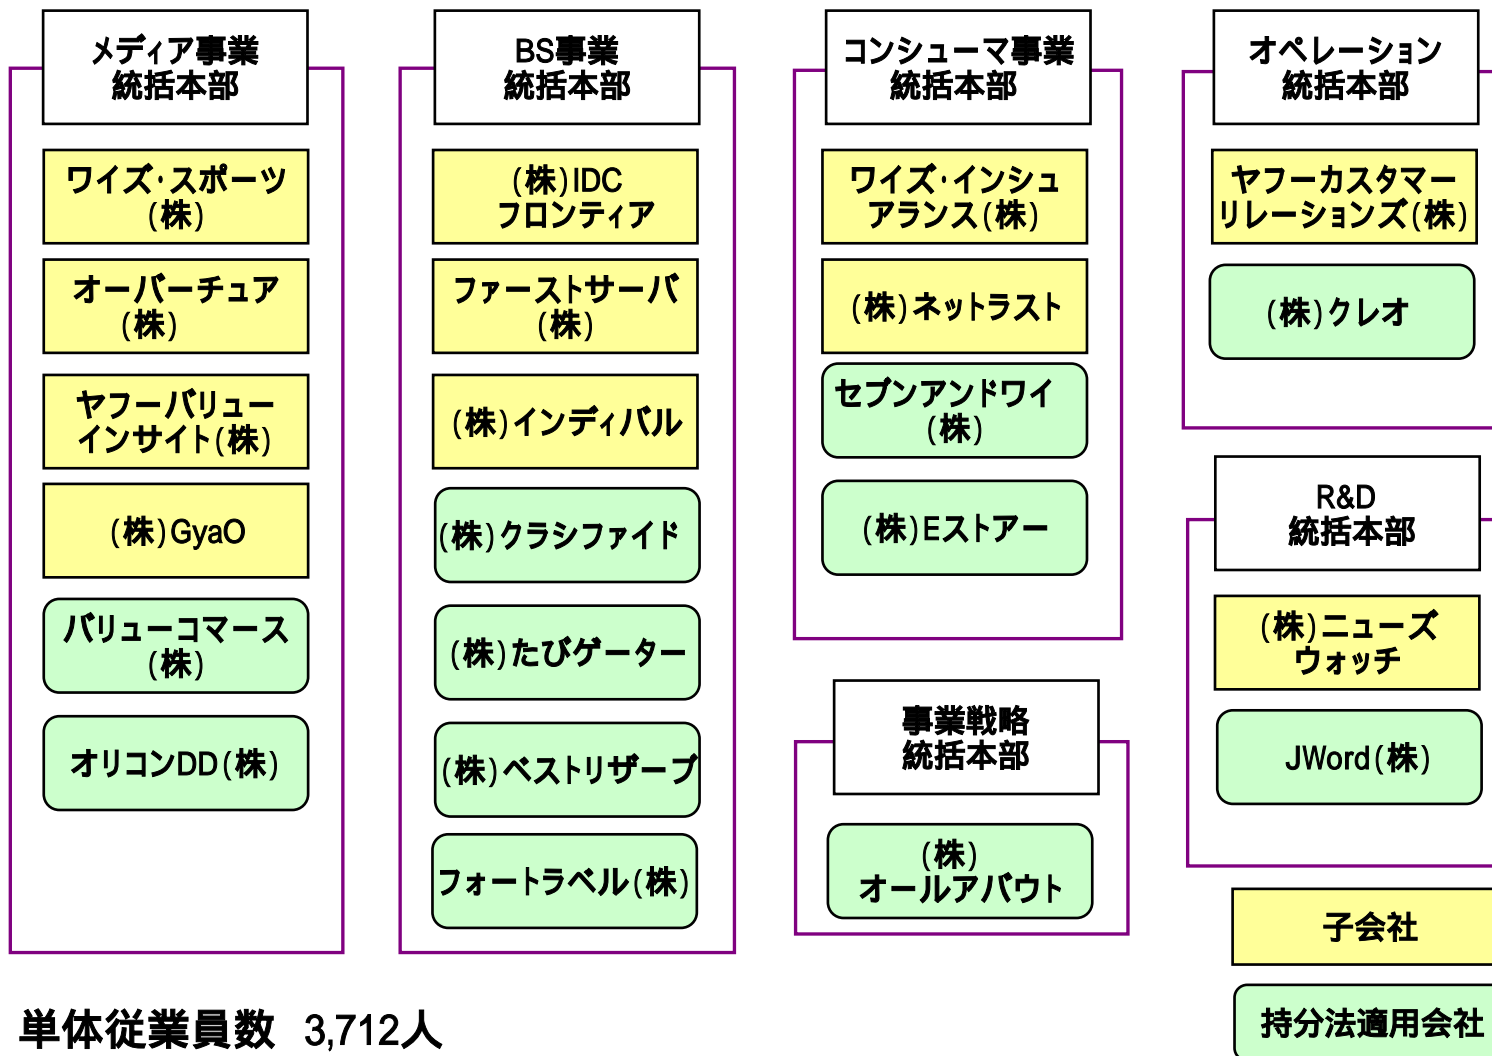 メディア事業
統括本部
ワイズ・スポーツ
(株)
オーバーチュア
(株)
ヤフーバリュー
インサイト(株)
(株)GyaO
バリューコマース
(株)
オリコンDD(株)
BS事業
統括本部
(株)IDC
フロンティア
ファーストサーバ
(株)
(株)インディバル
(株)クラシファイド
(株)たびゲーター
(株)ベストリザーブ
フォートラベル(株)
コンシューマ事業
統括本部
ワイズ・インシュ
アランス(株)
(株)ネットラスト
セブンアンドワイ
(株)
(株)Eストアー
事業戦略
統括本部
(株)
オールアバウト
オペレーション
統括本部
ヤフーカスタマー
リレーションズ(株)
(株)クレオ
R&D
統括本部
(株)ニューズ
ウォッチ
JWord(株)
子会社
持分法適用会社
単体従業員数 3,712人